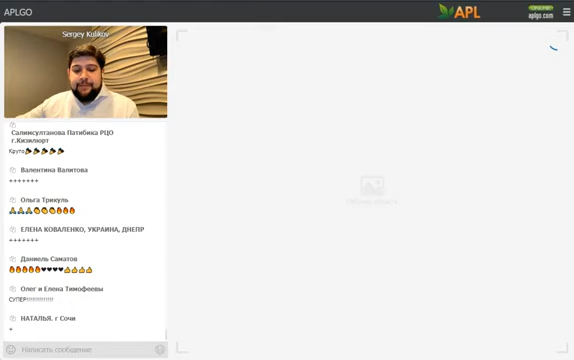 APLGO
APL
ONLINE
aplgo.com
Sergey Kulikov
Салимсултанова Патибика РЦО
г.Кизилюрт
Круто
Валентина Валитова
+++++++
Ольга Трикуль
ЕЛЕНА КОВАЛЕНКО, УКРАИНА, ДНЕПР
+++++++
Даниель Саматов
Олег и Елена Тимофеевы
СУПЕР!!!!!!!!!!!!!
НАТАЛЬЯ. г Сочи
+
Написать сообщение